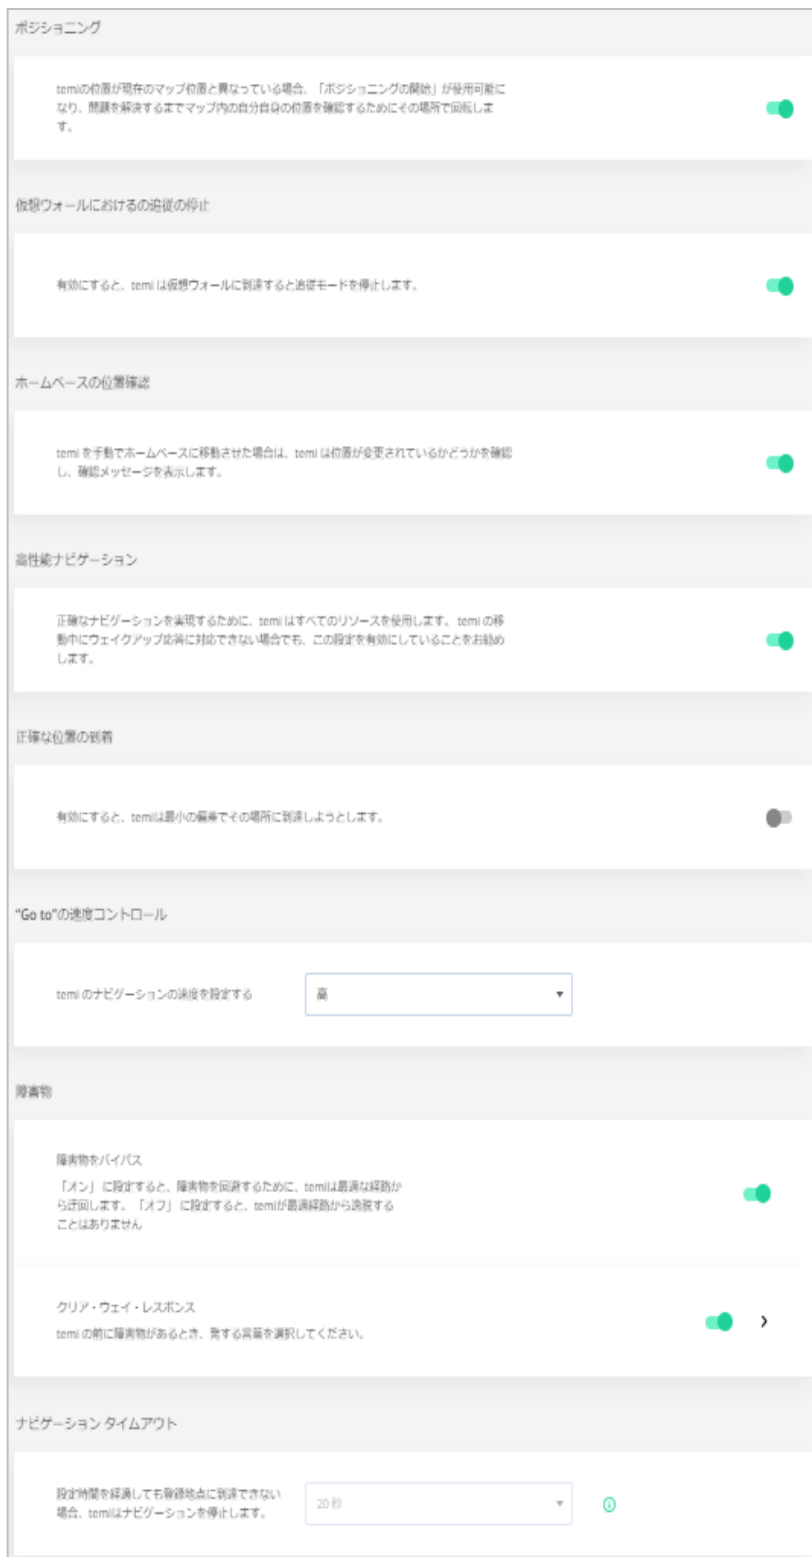 ポジショニング
temiの位置が現在のマップ位置と異なっている場合、「ポジショニングの開始」が使用可能に
なり、問題を解決するまでマップ内の自分自身の位置を確認するためにその場所で回転しま
す。
仮想ウォールにおけるの追従の停止
有効にすると、temi は仮想ウォールに到達すると追従モードを停止します。
ホームベースの位置確認
temi を手動でホームベースに移動させた場合は、temi は位置が変更されているかどうかを確認
し、確認メッセージを表示します。
高性能ナビゲーション
正確なナビゲーションを実現するために、temi はすべてのリソースを使用します。 temi の移
動中にウェイクアップ応答に対応できない場合でも、この設定を有効にしていることをお勧め
します。
正確な位置の到着
有効にすると、temiは最小の偏差でその場所に到達しようとします。
"Go to"の速度コントロール
temi のナビゲーションの速度を設定する
高
障害物
障害物をバイパス
「オン」 に設定すると、障害物を回避するために、temiは最適な経路か
ら迂回します。 「オフ」 に設定すると、temiが最適経路から逸脱する
ことはありません
クリア・ウェイ・レスポンス
temi の前に障害物があるとき、発する言葉を選択してください。
ナビゲーション タイムアウト
設定時間を経過しても登録地点に到達できない
場合、temiはナビゲーションを停止します。
20 秒